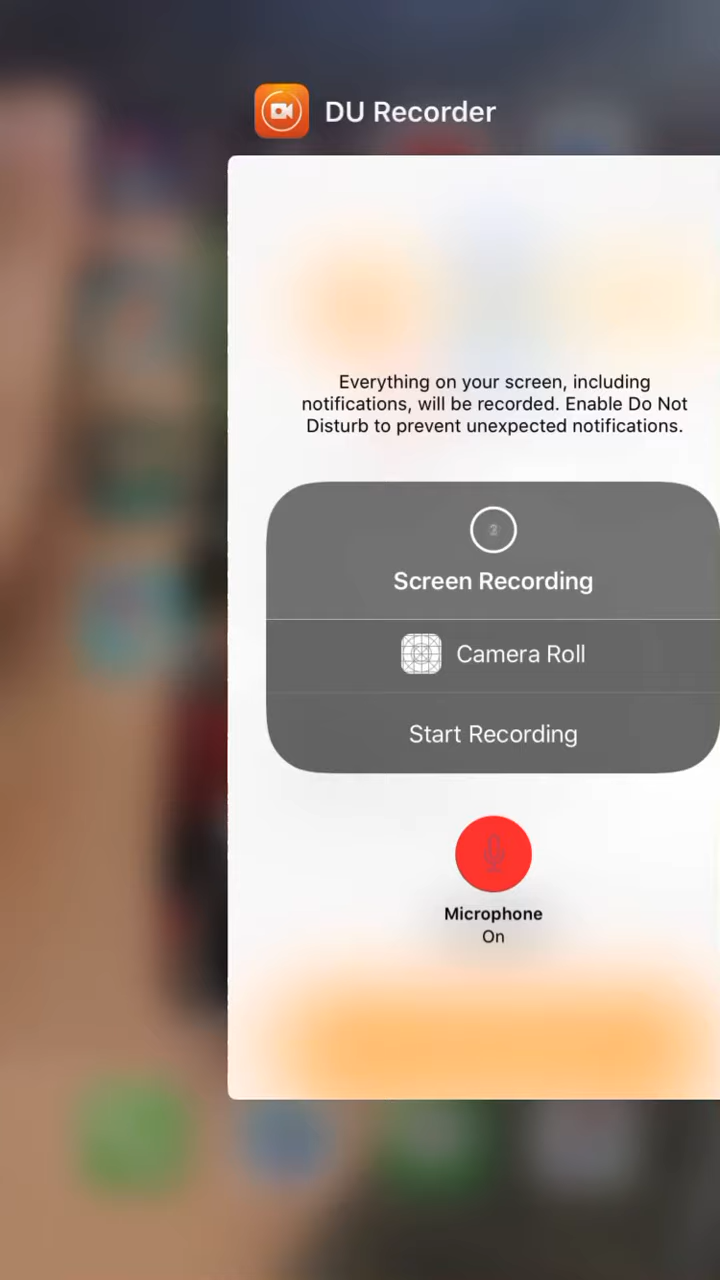 DU Recorder
Everything on your screen, including
notifications, will be recorded. Enable Do Not
Disturb to prevent unexpected notifications.
2
Screen Recording
Camera Roll
Start Recording
Microphone
On